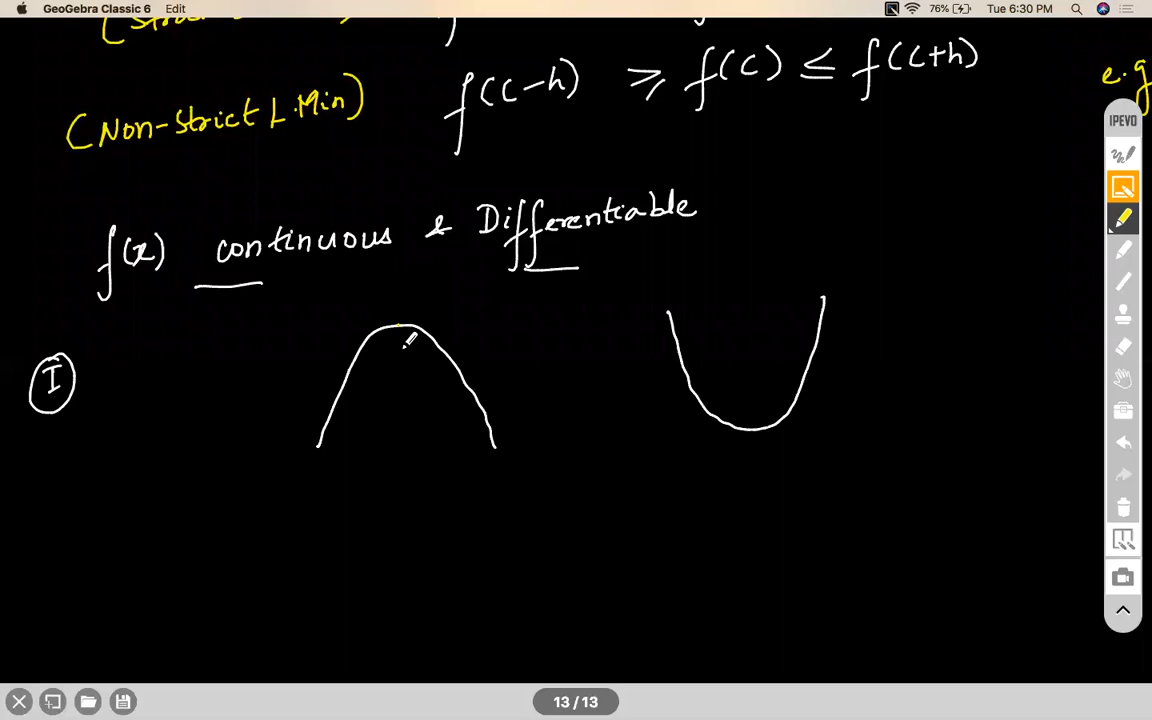 GeoGebra Classic 6 Edit 76% Tue 6:30 PM
f(c-h) ⩾ f(c) ≤ f(c+h)
e.g
(Non-strict L.Min)
IPEVO
f(x) continuous & Differentiable
I
13 / 13